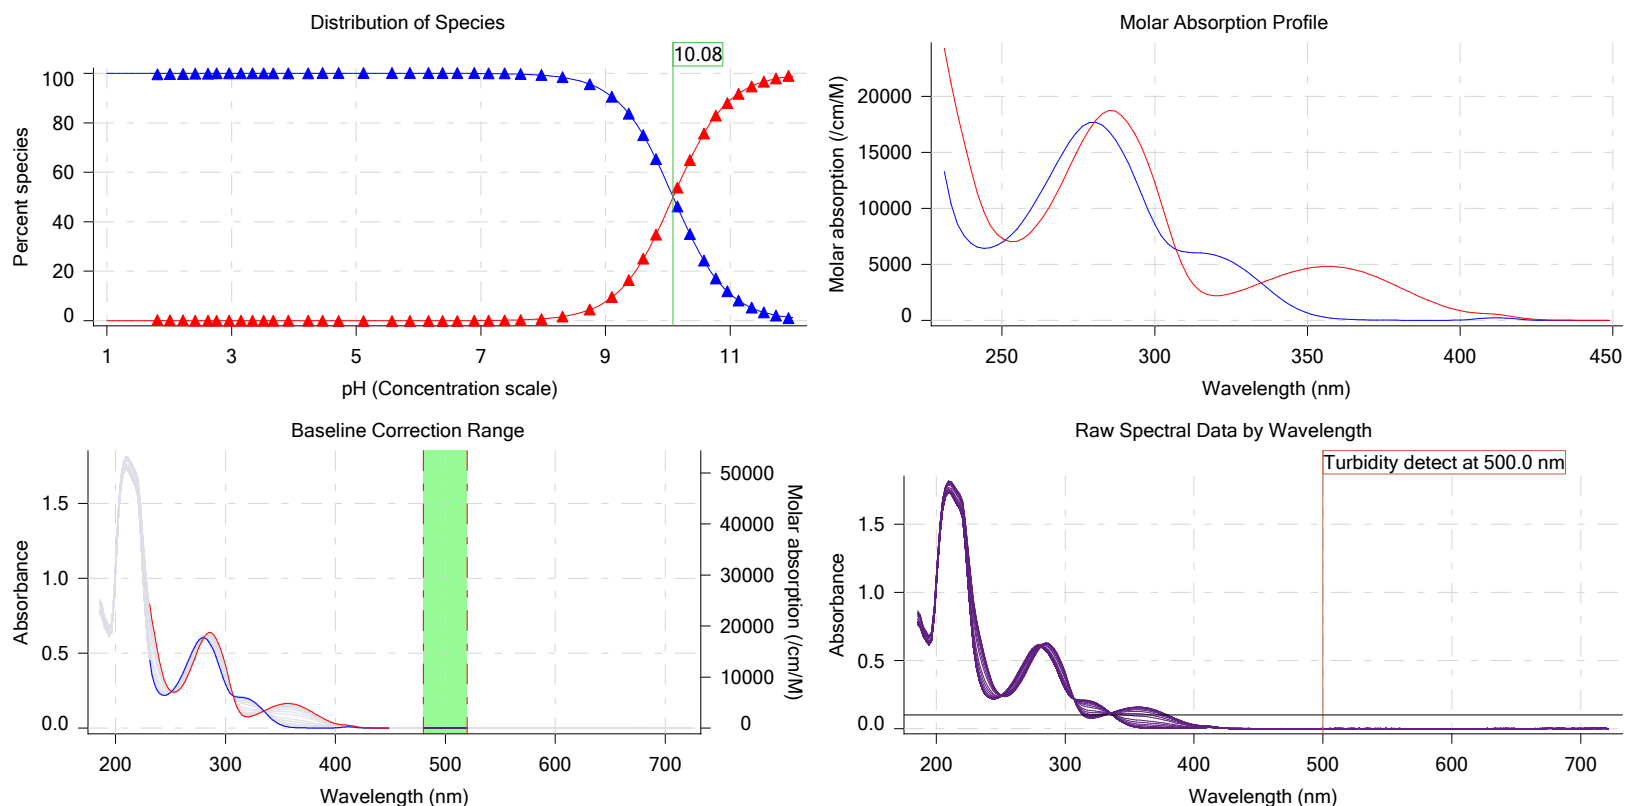 Distribution of Species
10.08
100
80
60
40
20
0
Percent species
1 3 5 7 9 11
pH (Concentration scale)
Molar Absorption Profile
20000
15000
10000
5000
0
Molar absorption (/cm/M)
250 300 350 400 450
Wavelength (nm)
Baseline Correction Range
1.5
1.0
0.5
0.0
Absorbance
50000
40000
30000
20000
10000
0
Molar absorption (/cm/M)
200 300 400 500 600 700
Wavelength (nm)
Raw Spectral Data by Wavelength
Turbidity detect at 500.0 nm
1.5
1.0
0.5
0.0
Absorbance
200 300 400 500 600 700
Wavelength (nm)